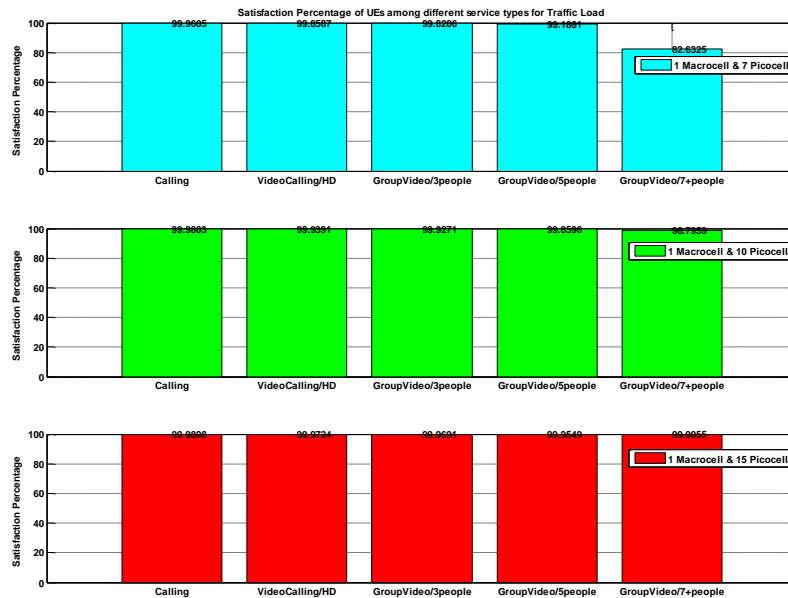 Satisfaction Percentage of UEs among different service types for Traffic Load
Satisfaction Percentage
100
80
60
40
20
0
99.9605
99.8587
99.8206
99.1881
82.6325
1 Macrocell & 7 Picocell
Calling
VideoCalling/HD
GroupVideo/3people
GroupVideo/5people
GroupVideo/7+people
Satisfaction Percentage
100
80
60
40
20
0
99.9803
99.9391
99.9271
99.8596
98.7959
1 Macrocell & 10 Picocell
Calling
VideoCalling/HD
GroupVideo/3people
GroupVideo/5people
GroupVideo/7+people
Satisfaction Percentage
100
80
60
40
20
0
99.9898
99.9724
99.9691
99.9549
99.9055
1 Macrocell & 15 Picocell
Calling
VideoCalling/HD
GroupVideo/3people
GroupVideo/5people
GroupVideo/7+people